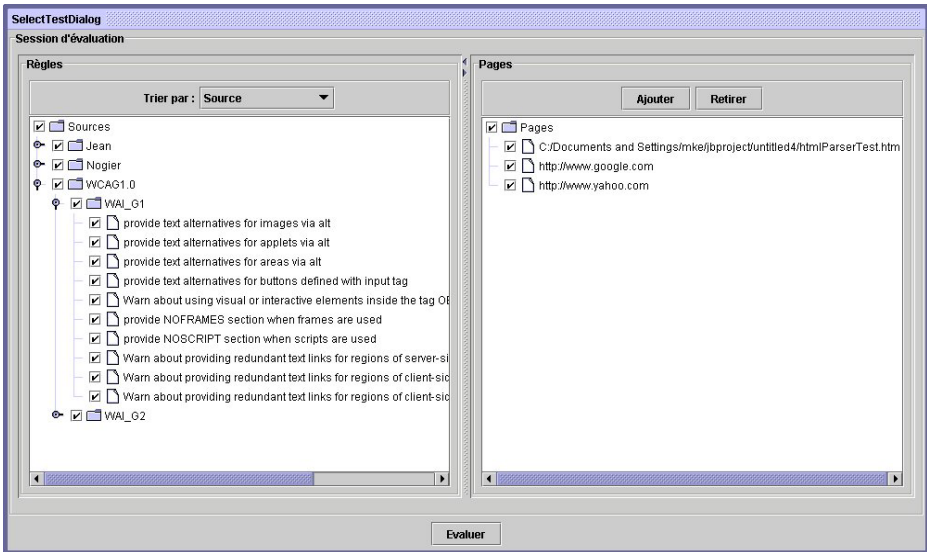 SelectTestDialog
Session d'évaluation
Règles
Trier par : Source
Sources
Jean
Nogier
WCAG1.0
WAI_G1
provide text alternatives for images via alt
provide text alternatives for applets via alt
provide text alternatives for areas via alt
provide text alternatives for buttons defined with input tag
Warn about using visual or interactive elements inside the tag
provide NOFRAMES section when frames are used
provide NOSCRIPT section when scripts are used
Warn about providing redundant text links for regions of server-si
Warn about providing redundant text links for regions of client-sid
Warn about providing redundant text links for regions of client-sid
WAI_G2
Pages
Ajouter Retirer
Pages
C:/Documents and Settings/mke/jbproject/untitled4/htmlParserTest.htm
http://www.google.com
http://www.yahoo.com
Evaluer